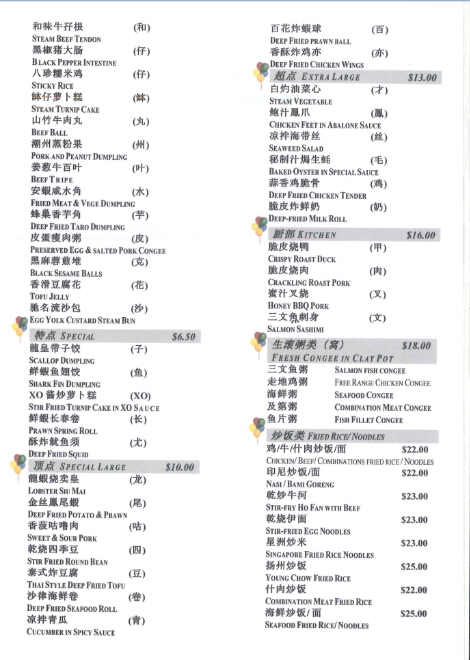 和味牛孖根 (和)
STEAM BEEF TENDON
黑椒猪大肠 (仔)
BLACK PEPPER INTESTINE
八珍糯米鸡 (仔)
STICKY RICE
砵仔萝卜糕 (砵)
STEAM TURNIP CAKE
山竹牛肉丸 (丸)
BEEF BALL
潮州蒸粉果 (州)
PORK AND PEANUT DUMPLING
姜葱牛百叶 (叶)
BEEF TRIPE
安蝦咸水角 (水)
FRIED MEAT & VEGE DUMPLING
蜂巢香芋角 (芋)
DEEP FRIED TARO DUMPLING
皮蛋瘦肉粥 (皮)
PRESERVED EGG & SALTED PORK CONGEE
黑麻蓉煎堆 (克)
BLACK SESAME BALLS
香滑豆腐花 (花)
TOFU JELLY
驰名流沙包 (沙)
EGG YOLK CUSTARD STEAM BUN
特点 SPECIAL $6.50
龍皇带子饺 (子)
SCALLOP DUMPLING
鲜蝦鱼翅饺 (鱼)
SHARK FIN DUMPLING
XO 酱炒萝卜糕 (XO)
STIR FRIED TURNIP CAKE IN XO SAUCE
鲜蝦长春卷 (长)
PRAWN SPRING ROLL
酥炸鱿鱼须 (尤)
DEEP FRIED SQUID
顶点 SPECIAL LARGE $10.00
龍蝦烧卖皇 (龙)
LOBSTER SIU MAI
金丝鳳尾蝦 (尾)
DEEP FRIED POTATO & PRAWN
香薇咕噜肉 (咕)
SWEET & SOUR PORK
乾烧四季豆 (四)
STIR FRIED ROUND BEAN
泰式炸豆腐 (豆)
THAI STYLE DEEP FRIED TOFU
沙律海鲜卷 (卷)
DEEP FRIED SEAFOOD ROLL
凉拌青瓜 (青)
CUCUMBER IN SPICY SAUCE
百花炸蝦球 (百)
DEEP FRIED PRAWN BALL
香酥炸鸡亦 (亦)
DEEP FRIED CHICKEN WINGS
超点 EXTRA LARGE $13.00
白灼油菜心 (才)
STEAM VEGETABLE
鲍汁鳳爪 (鳳)
CHICKEN FEET IN ABALONE SAUCE
凉拌海带丝 (丝)
SEAWEED SALAD
秘制汁焗生蚝 (毛)
BAKED OYSTER IN SPECIAL SAUCE
蒜香鸡脆骨 (鸡)
DEEP FRIED CHICKEN TENDER
脆皮炸鲜奶 (奶)
DEEP-FRIED MILK ROLL
厨部 KITCHEN $16.00
脆皮烧鸭 (甲)
CRISPY ROAST DUCK
脆皮烧肉 (肉)
CRACKLING ROAST PORK
蜜汁叉烧 (叉)
HONEY BBQ PORK
三文鱼刺身 (文)
SALMON SASHIMI
生滚粥类（窝） $18.00
FRESH CONGEE IN CLAY POT
三文鱼粥 SALMON FISH CONGEE
走地鸡粥 FREE RANGE CHICKEN CONGEE
海鲜粥 SEAFOOD CONGEE
及第粥 COMBINATION MEAT CONGEE
鱼片粥 FISH FILLET CONGEE
炒饭类 FRIED RICE/ NOODLES
鸡/牛/什肉炒饭/面 $22.00
CHICKEN/ BEEF/ COMBINATIONS FRIED RICE / NOODLES
印尼炒饭/面 $22.00
NASI / BAMI GORENG
乾炒牛河 $23.00
STIR-FRY HO FAN WITH BEEF
乾烧伊面 $23.00
STIR-FRIED EGG NOODLES
星洲炒米 $23.00
SINGAPORE FRIED RICE NOODLES
扬州炒饭 $25.00
YOUNG CHOW FRIED RICE
什肉炒饭 $22.00
COMBINATION MEAT FRIED RICE
海鲜炒饭/ 面 $25.00
SEAFOOD FRIED RICE/ NOODLES